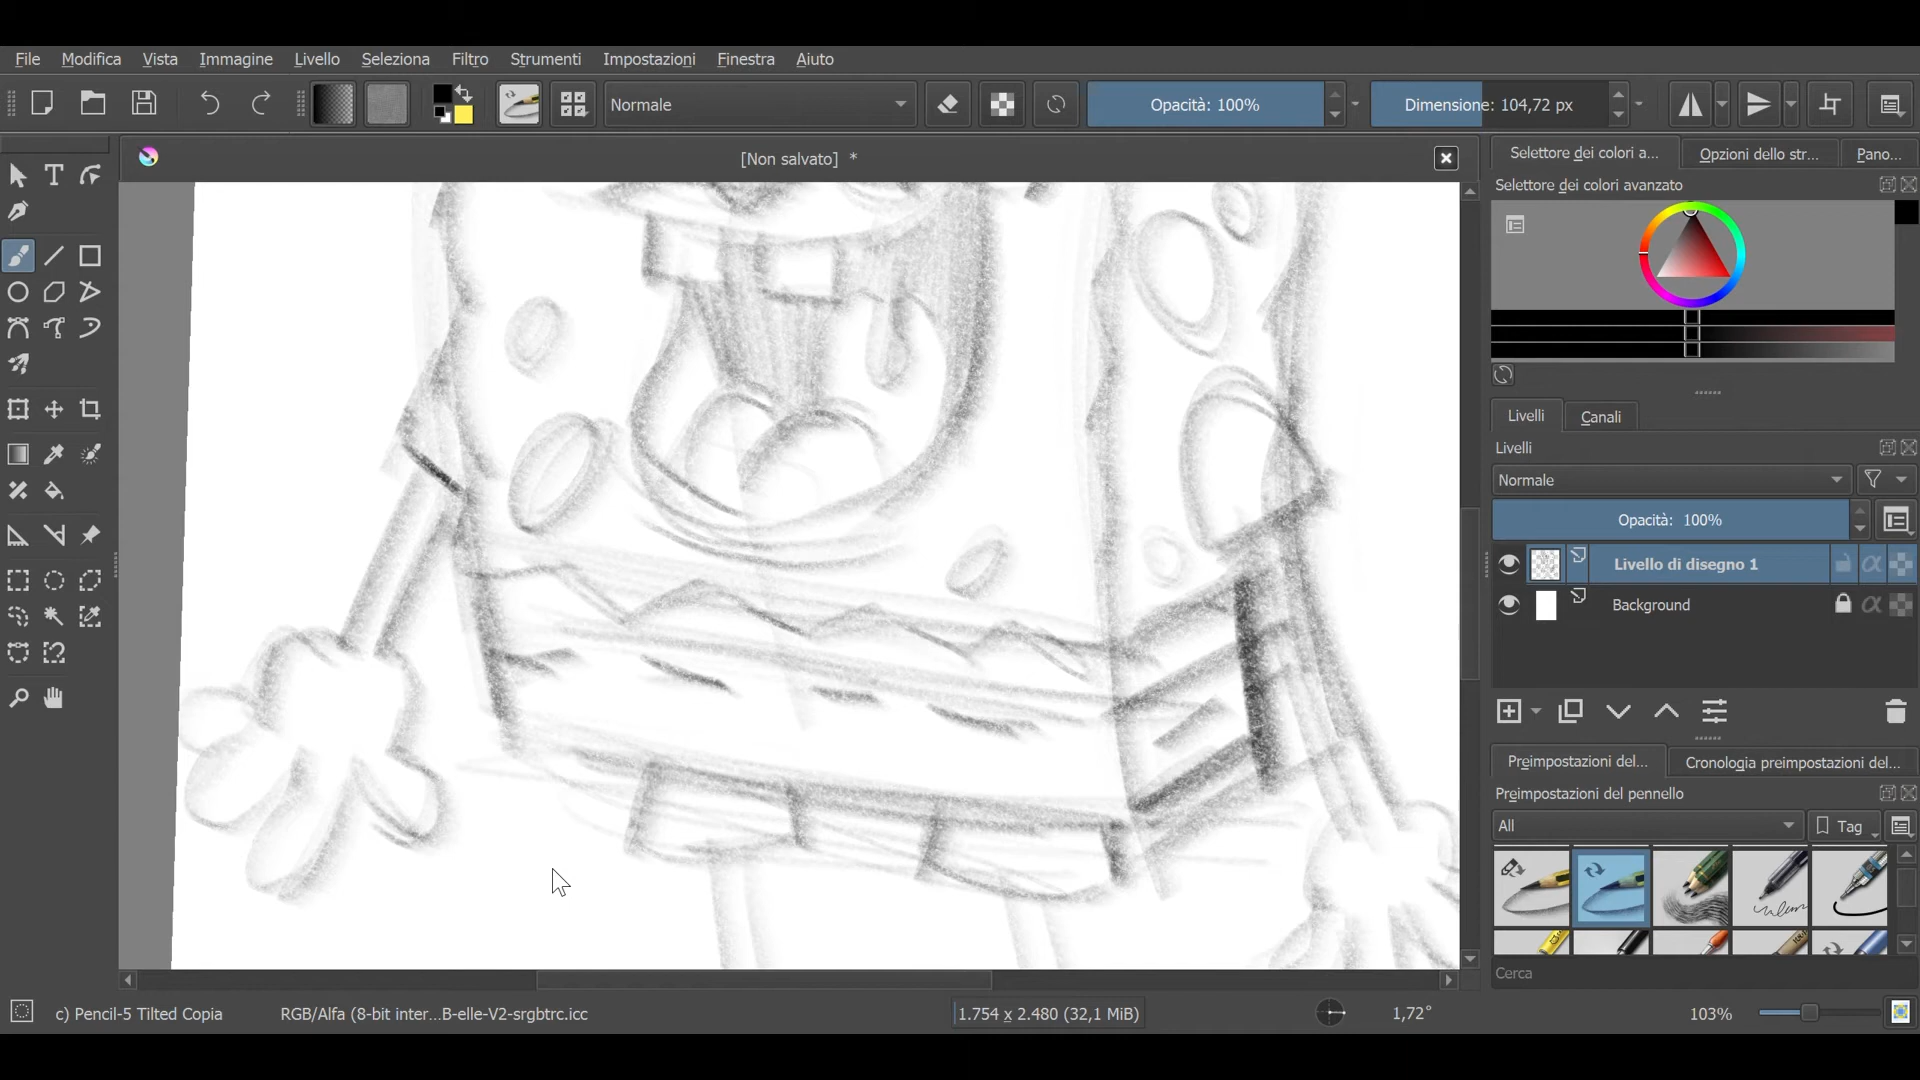 File Modifica Vista Immagine Livello Seleziona Filtro Strumenti Impostazioni Finestra Aiuto
Normale Opacità: 100% Dimensione: 104,72 px
[Non salvato] *
Selettore dei colori a... Opzioni dello str... Pano...
Selettore dei colori avanzato
Livelli Canali
Livelli
Normale
Opacità: 100%
Livello di disegno 1
Background
Preimpostazioni del... Cronologia preimpostazioni del...
Preimpostazioni del pennello
All Tag
Cerca
c) Pencil-5 Tilted Copia RGB/Alfa (8-bit inter...B-elle-V2-srgbtrc.icc 1.754 x 2.480 (32,1 MiB) 1,72° 103%